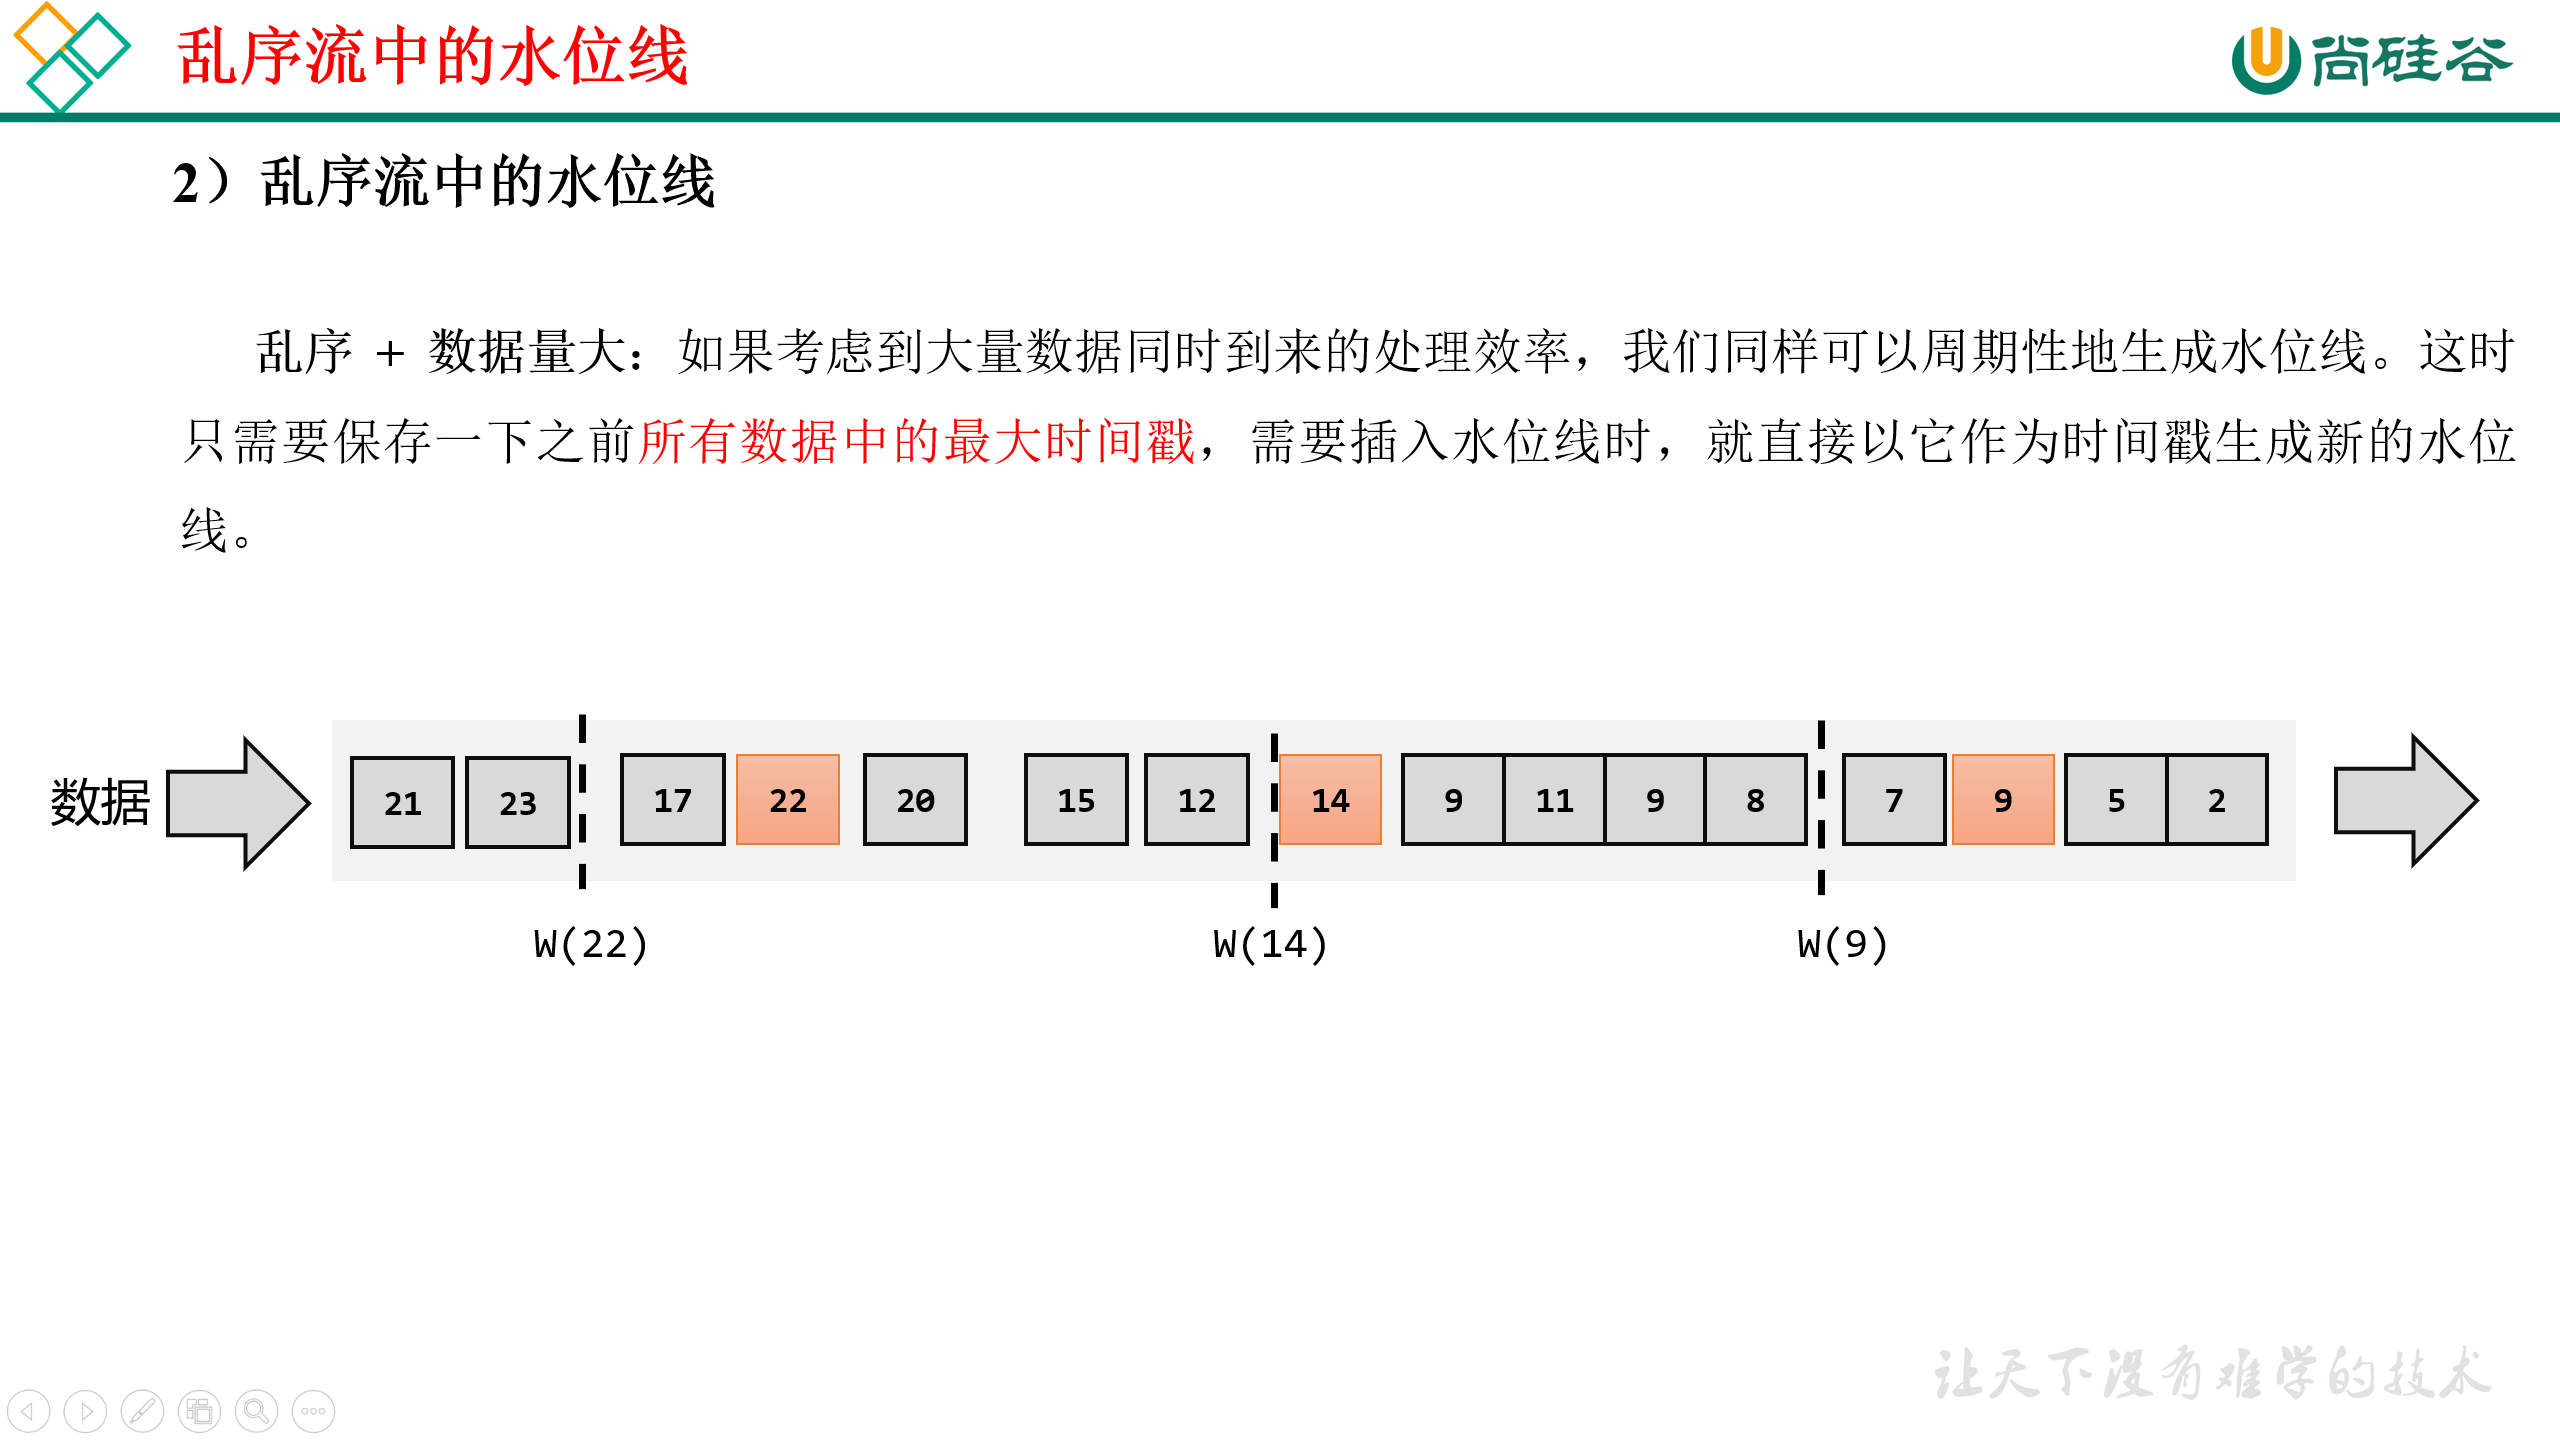 乱序流中的水位线
尚硅谷
2）乱序流中的水位线
乱序 + 数据量大：如果考虑到大量数据同时到来的处理效率，我们同样可以周期性地生成水位线。这时
只需要保存一下之前所有数据中的最大时间戳，需要插入水位线时，就直接以它作为时间戳生成新的水位
线。
数据 21 23 17 22 20 15 12 14 9 11 9 8 7 9 5 2
W(22) W(14) W(9)
让天下没有难学的技术